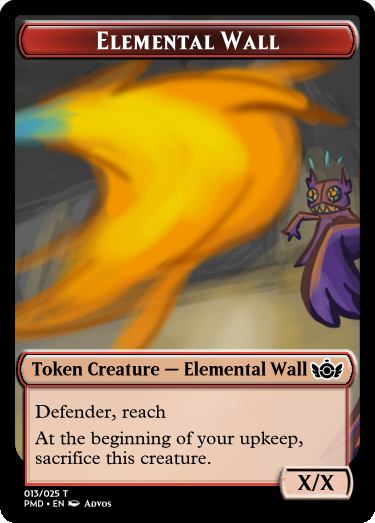 Elemental Wall
Token Creature — Elemental Wall
Defender, reach
At the beginning of your upkeep,
sacrifice this creature.
X/X
013/025 T
PMD • EN Advos